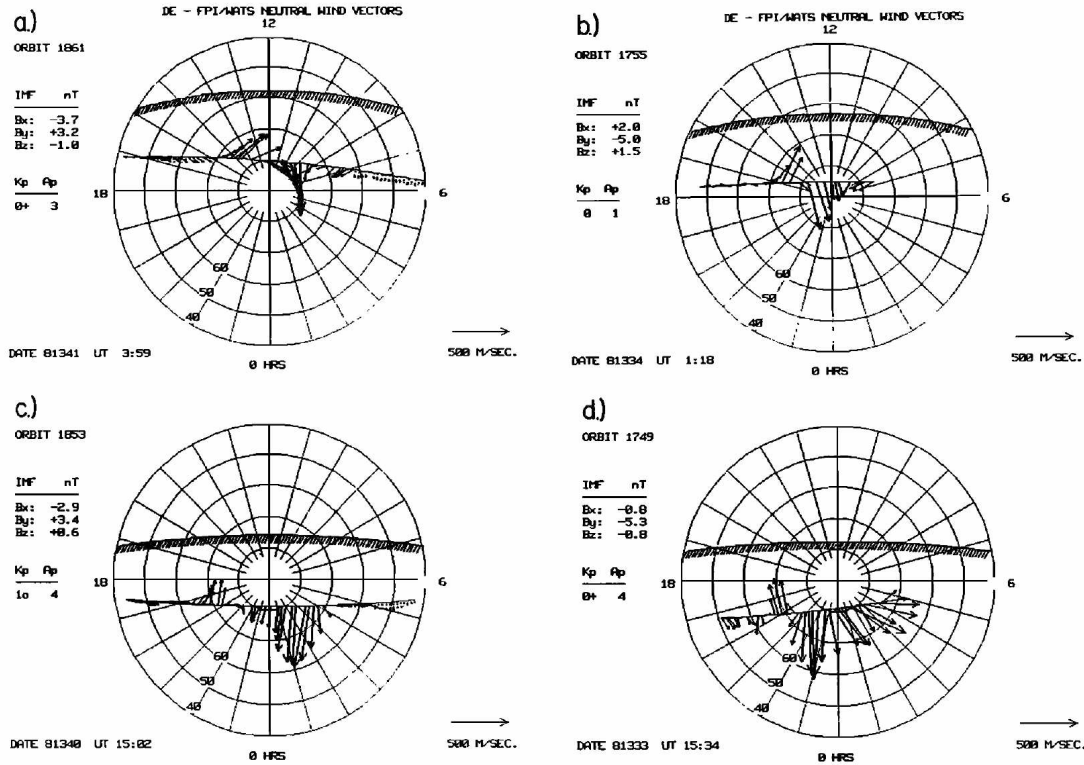 a.)
DE - FPI/WATS NEUTRAL WIND VECTORS
12
ORBIT 1861
IMF nT
Bx: -3.7
By: +3.2
Bz: -1.0
Kp Ap
0+ 3
18
6
60
50
40
DATE 81341 UT 3:59
0 HRS
500 M/SEC.
b.)
DE - FPI/WATS NEUTRAL WIND VECTORS
12
ORBIT 1755
IMF nT
Bx: +2.0
By: -5.0
Bz: +1.5
Kp Ap
0 1
18
6
60
50
40
DATE 81334 UT 1:18
0 HRS
500 M/SEC.
c.)
ORBIT 1853
IMF nT
Bx: -2.9
By: +3.4
Bz: +0.6
Kp Ap
1o 4
18
6
60
50
40
DATE 81340 UT 15:02
0 HRS
500 M/SEC.
d.)
ORBIT 1749
IMF nT
Bx: -0.8
By: -5.3
Bz: -0.8
Kp Ap
0+ 4
18
6
60
50
40
DATE 81333 UT 15:34
0 HRS
500 M/SEC.